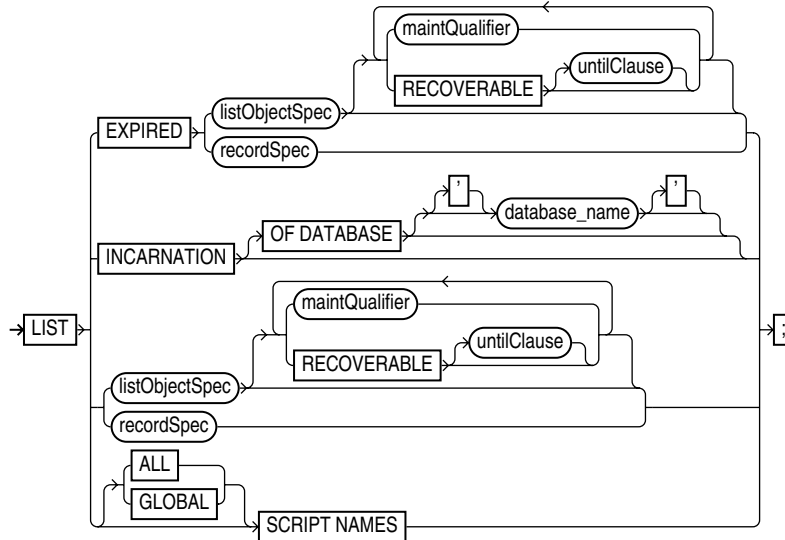 maintQualifier
RECOVERABLE
untilClause
listObjectSpec
EXPIRED
recordSpec
INCARNATION
OF DATABASE
'
database_name
'
LIST
maintQualifier
RECOVERABLE
untilClause
listObjectSpec
recordSpec
ALL
GLOBAL
SCRIPT NAMES
;